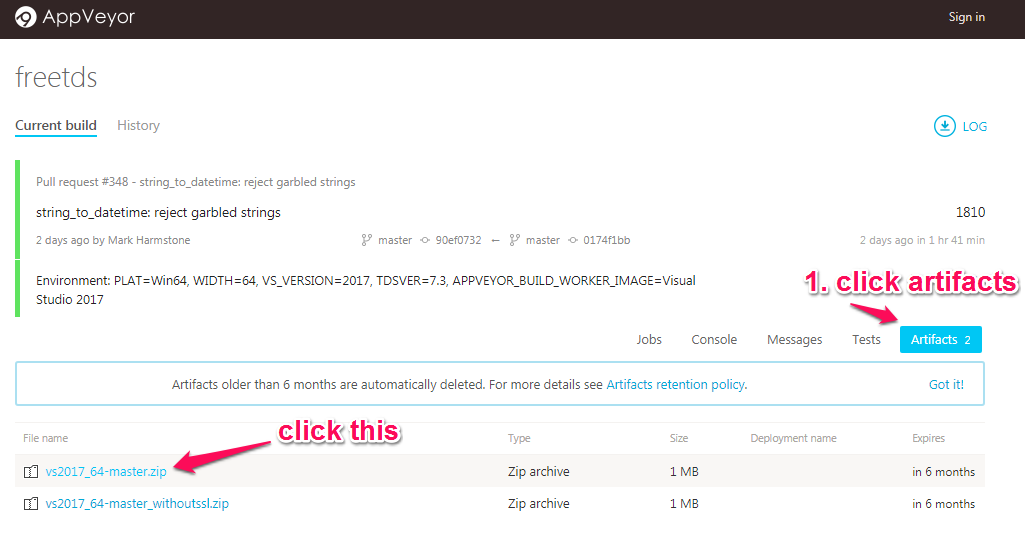 AppVeyor Sign in
freetds
Current build History LOG
Pull request #348 - string_to_datetime: reject garbled strings
string_to_datetime: reject garbled strings 1810
2 days ago by Mark Harmstone master 90ef0732 ← master 0174f1bb 2 days ago in 1 hr 41 min
Environment: PLAT=Win64, WIDTH=64, VS_VERSION=2017, TDSVER=7.3, APPVEYOR_BUILD_WORKER_IMAGE=Visual
Studio 2017
1. click artifacts
Jobs Console Messages Tests Artifacts 2
Artifacts older than 6 months are automatically deleted. For more details see Artifacts retention policy. Got it!
click this
File name Type Size Deployment name Expires
vs2017_64-master.zip Zip archive 1 MB in 6 months
vs2017_64-master_withoutssl.zip Zip archive 1 MB in 6 months